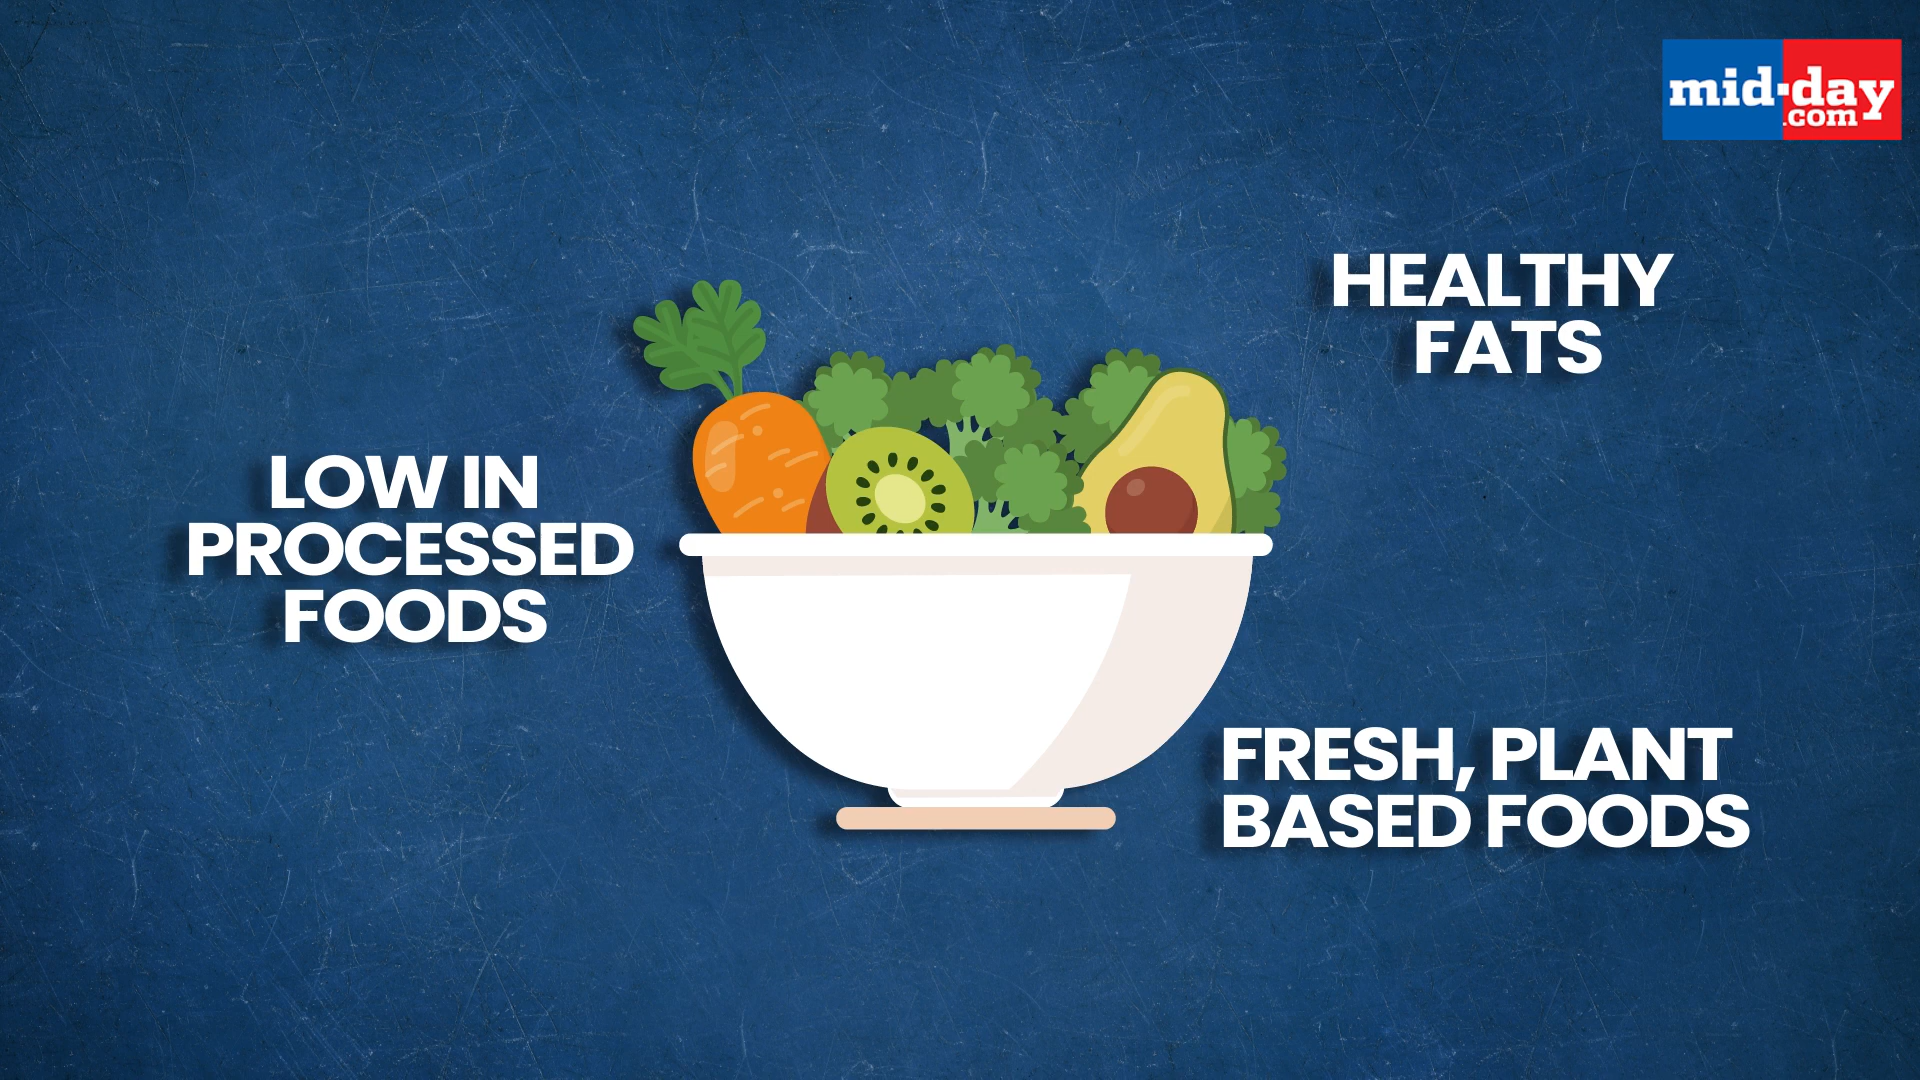 mid-day
.com
HEALTHY
FATS
LOW IN
PROCESSED
FOODS
FRESH, PLANT
BASED FOODS